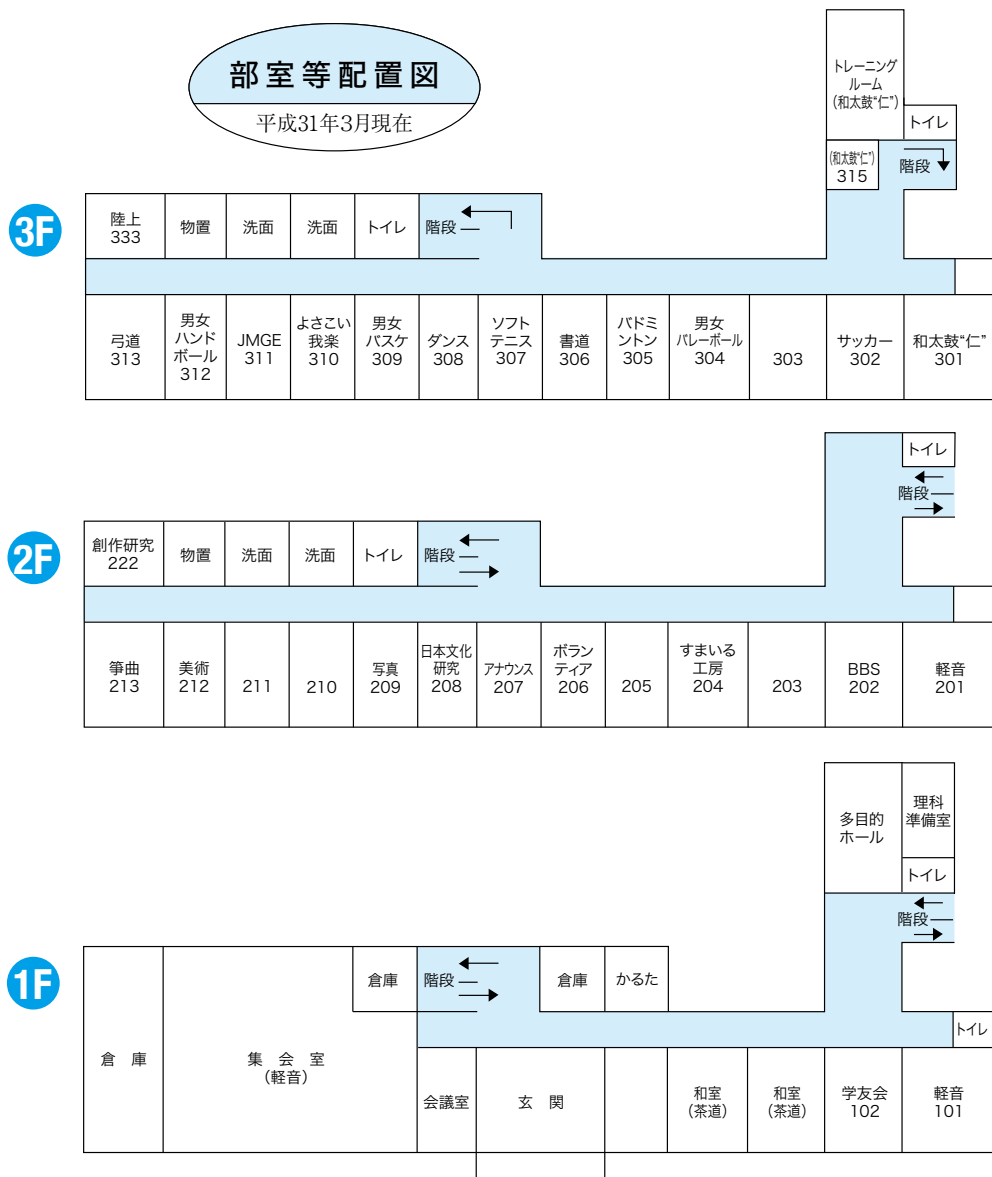 部室等配置図
平成31年3月現在
トレーニング
ルーム
(和太鼓“仁”)
トイレ
(和太鼓“仁”)
315
階段
3F
陸上
333
物置
洗面
洗面
トイレ
階段
弓道
313
男女
ハンド
ボール
312
JMGE
311
よさこい
我楽
310
男女
バスケ
309
ダンス
308
ソフト
テニス
307
書道
306
バドミ
ントン
305
男女
バレーボール
304
303
サッカー
302
和太鼓“仁”
301
トイレ
階段
2F
創作研究
222
物置
洗面
洗面
トイレ
階段
箏曲
213
美術
212
211
210
写真
209
日本文化
研究
208
アナウンス
207
ボラン
ティア
206
205
すまいる
工房
204
203
BBS
202
軽音
201
多目的
ホール
理科
準備室
トイレ
階段
1F
倉庫
階段
倉庫
かるた
トイレ
倉 庫
集 会 室
(軽音)
会議室
玄 関
和室
(茶道)
和室
(茶道)
学友会
102
軽音
101